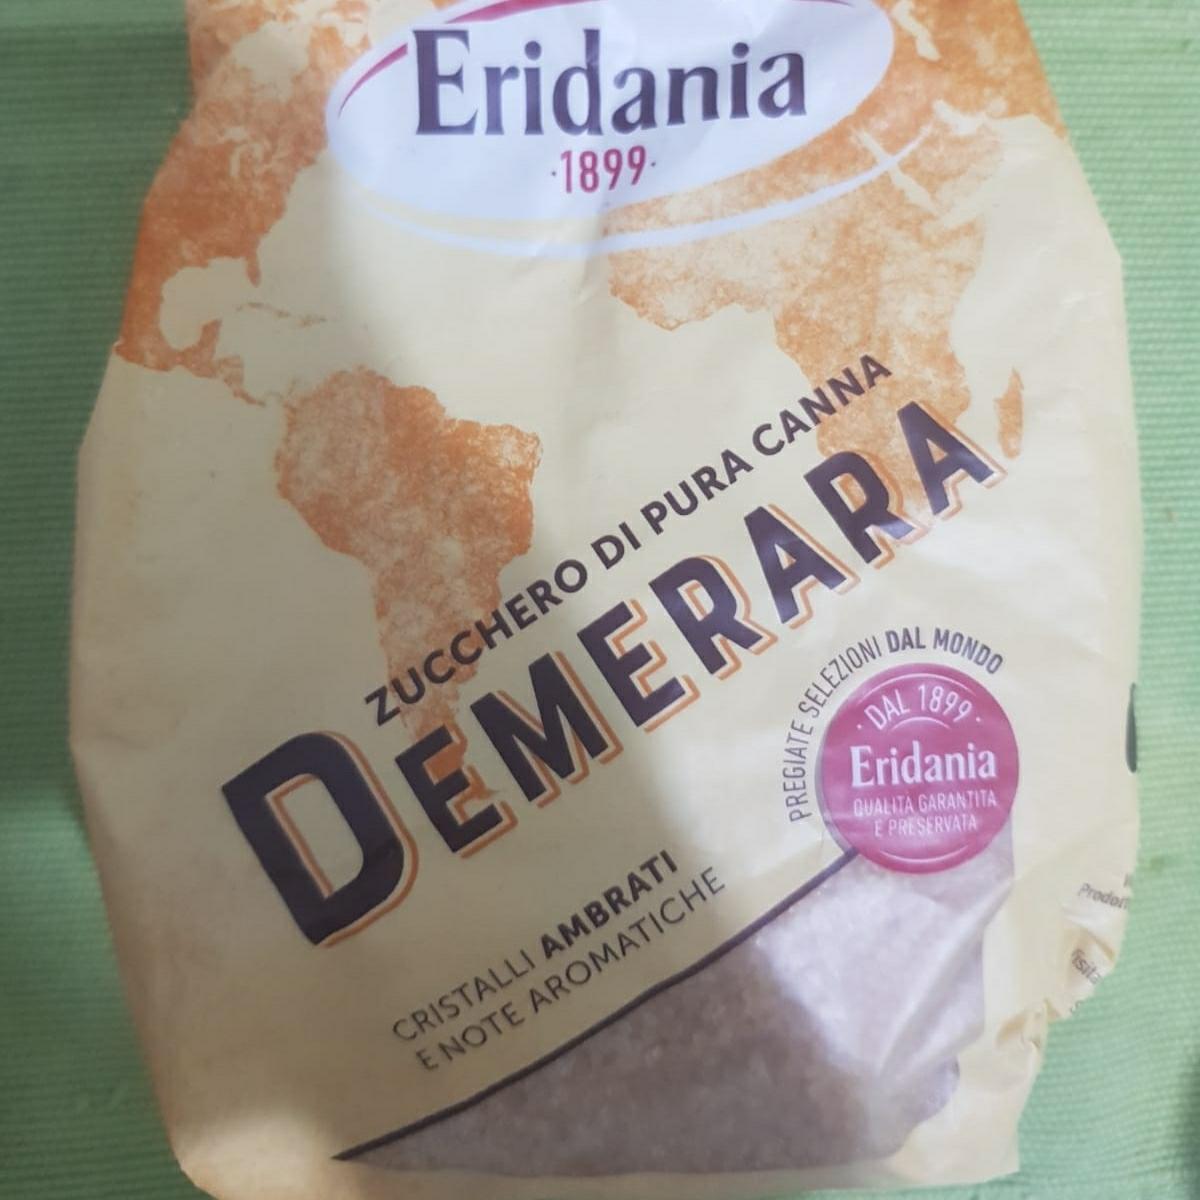 Eridania
·1899·
ZUCCHERO DI PURA CANNA
DEMERARA
PREGIATE SELEZIONI DAL MONDO
· DAL 1899 ·
Eridania
QUALITÀ GARANTITA
E PRESERVATA
CRISTALLI AMBRATI
E NOTE AROMATICHE